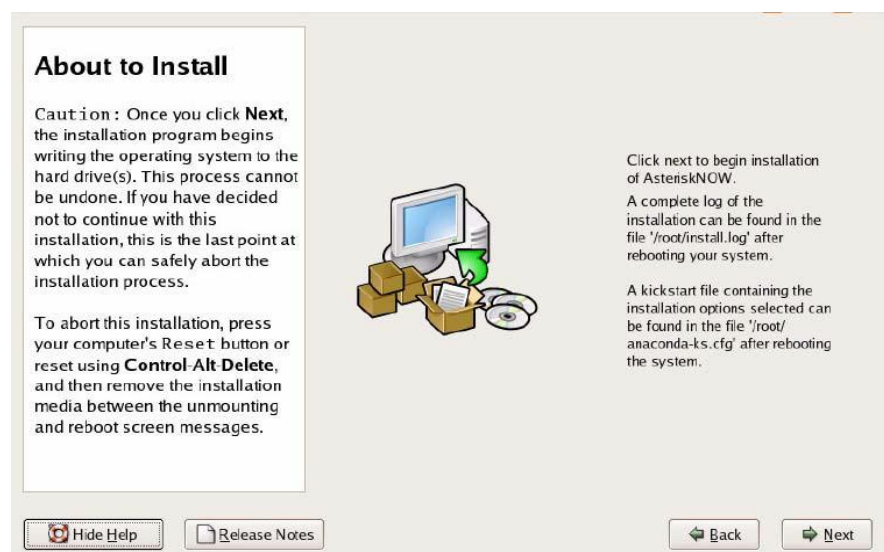 About to Install
Caution: Once you click Next,
the installation program begins
writing the operating system to the
hard drive(s). This process cannot
be undone. If you have decided
not to continue with this
installation, this is the last point at
which you can safely abort the
installation process.
To abort this installation, press
your computer's Reset button or
reset using Control-Alt-Delete,
and then remove the installation
media between the unmounting
and reboot screen messages.
Click next to begin installation
of AsteriskNOW.
A complete log of the
installation can be found in the
file '/root/install.log' after
rebooting your system.
A kickstart file containing the
installation options selected can
be found in the file '/root/
anaconda-ks.cfg' after rebooting
the system.
Hide Help
Release Notes
Back
Next